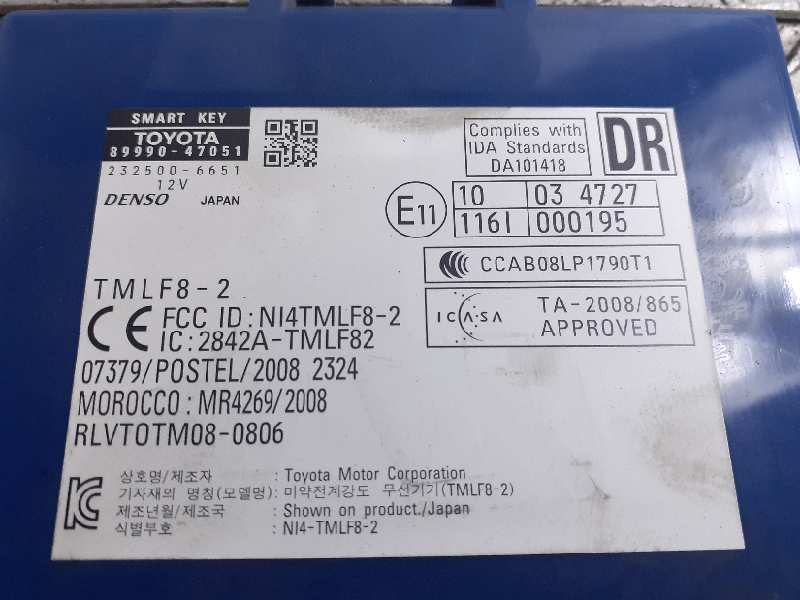 SMART KEY
TOYOTA
89990-47051
232500-6651
12V
DENSO JAPAN
Complies with
IDA Standards
DA101418
DR
E11
10 03 4727
116I 000195
CCAB08LP1790T1
ICASA TA-2008/865
APPROVED
TMLF8-2
CE FCC ID: NI4TMLF8-2
IC: 2842A-TMLF82
07379/POSTEL/2008 2324
MOROCCO: MR4269/2008
RLVTOTM08-0806
상호명/제조자 : Toyota Motor Corporation
기자재의 명칭(모델명): 미약전계강도 무선기기(TMLF8-2)
제조년월/제조국 : Shown on product./Japan
식별부호 : NI4-TMLF8-2